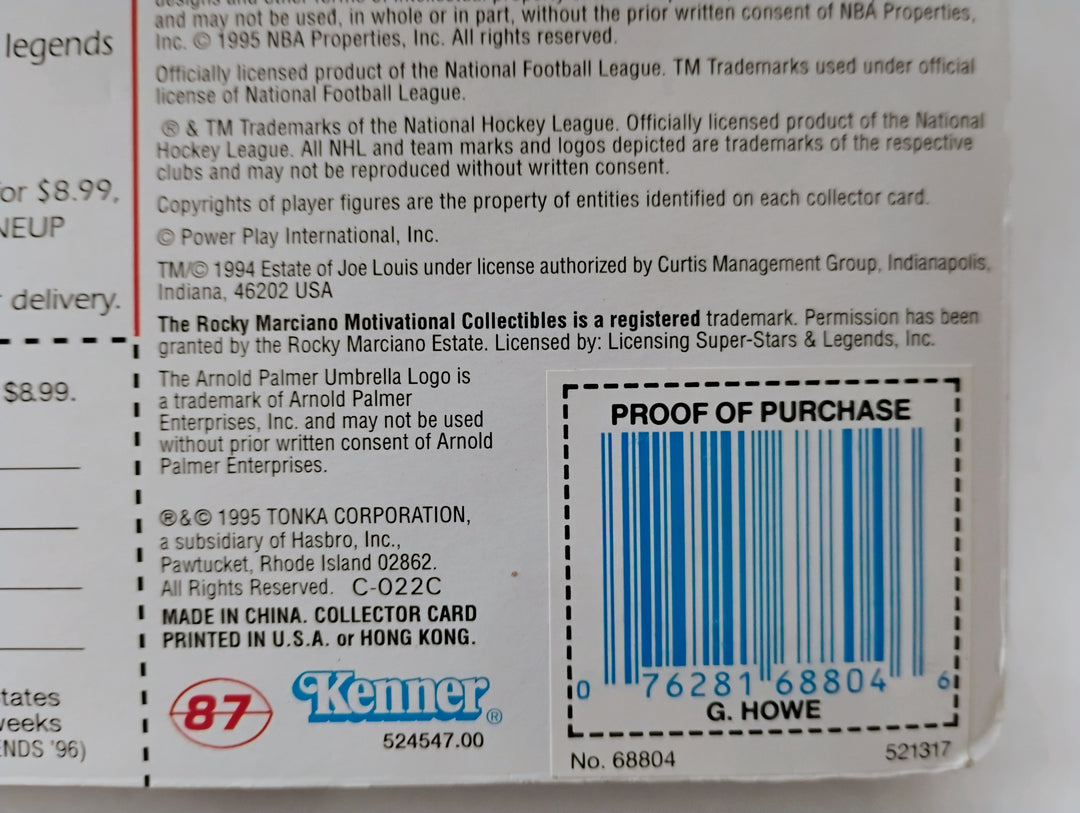 legends
designs and other forms of intellectual property
and may not be used, in whole or in part, without the prior written consent of NBA Properties,
Inc. © 1995 NBA Properties, Inc. All rights reserved.
Officially licensed product of the National Football League. TM Trademarks used under official
license of National Football League.
® & TM Trademarks of the National Hockey League. Officially licensed product of the National
Hockey League. All NHL and team marks and logos depicted are trademarks of the respective
clubs and may not be reproduced without written consent.
or $8.99,
NEUP
delivery.
Copyrights of player figures are the property of entities identified on each collector card.
© Power Play International, Inc.
TM/© 1994 Estate of Joe Louis under license authorized by Curtis Management Group, Indianapolis,
Indiana, 46202 USA
The Rocky Marciano Motivational Collectibles is a registered trademark. Permission has been
granted by the Rocky Marciano Estate. Licensed by: Licensing Super-Stars & Legends, Inc.
$8.99.
The Arnold Palmer Umbrella Logo is
a trademark of Arnold Palmer
Enterprises, Inc. and may not be used
without prior written consent of Arnold
Palmer Enterprises.
®&© 1995 TONKA CORPORATION,
a subsidiary of Hasbro, Inc.,
Pawtucket, Rhode Island 02862.
All Rights Reserved. C-022C
MADE IN CHINA. COLLECTOR CARD
PRINTED IN U.S.A. or HONG KONG.
tates
weeks
ENDS '96)
87
Kenner®
524547.00
PROOF OF PURCHASE
0 76281 68804 6
G. HOWE
No. 68804
521317